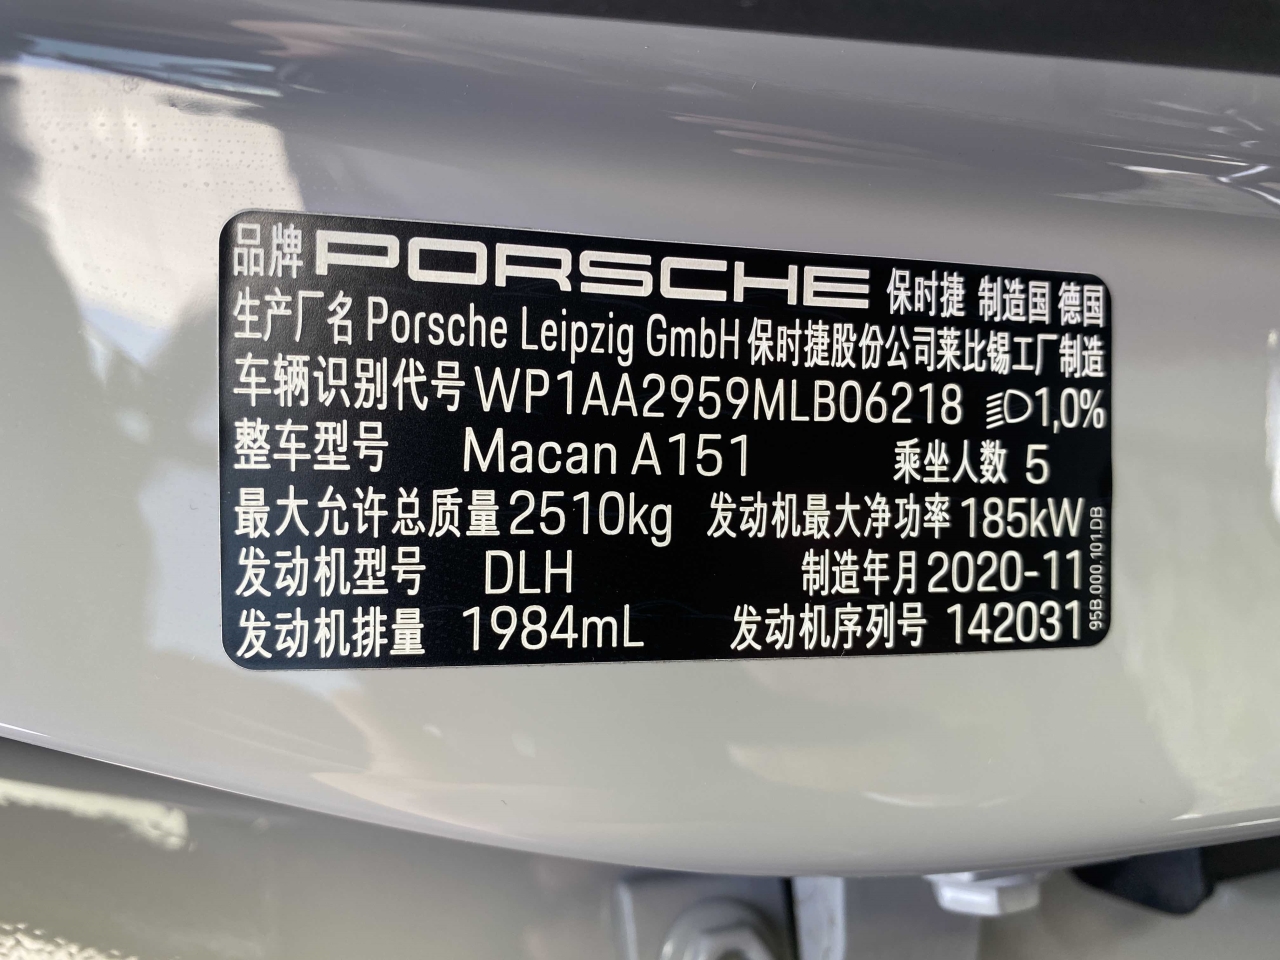 品牌 PORSCHE 保时捷 制造国 德国
生产厂名 Porsche Leipzig GmbH 保时捷股份公司莱比锡工厂制造
车辆识别代号 WP1AA2959MLB06218 1,0%
整车型号 Macan A151 乘坐人数 5
最大允许总质量 2510kg 发动机最大净功率 185kW
发动机型号 DLH 制造年月 2020-11
发动机排量 1984mL 发动机序列号 142031
95B.000.101.DB